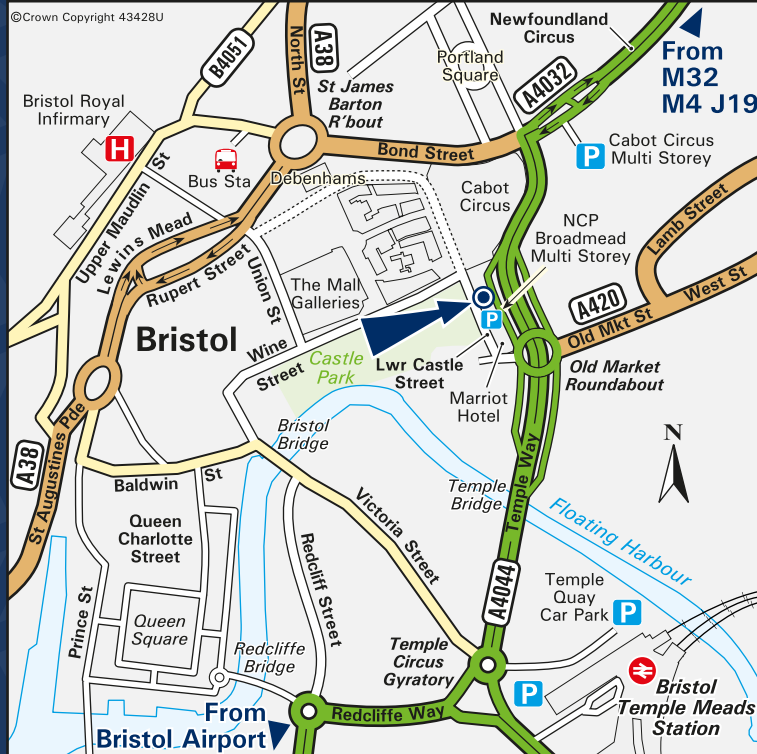 ©Crown Copyright 43428U
Newfoundland
Circus
B4051
North St
A38
From
M32
M4 J19
Portland
Square
A4032
St James
Barton
R'bout
Bristol Royal
Infirmary
H
Bond Street
P
Cabot Circus
Multi Storey
Bus Sta
Debenhams
Upper Maudlin St
Cabot
Circus
Lewins Mead
NCP
Broadmead
Multi Storey
Lamb Street
Rupert Street
Union St
The Mall
Galleries
West St
A420
Old Mkt St
P
Bristol
Wine
Street
Castle
Park
Lwr Castle
Street
Old Market
Roundabout
Marriot
Hotel
St Augustines Pde
A38
Bristol
Bridge
N
Baldwin St
Temple
Bridge
Temple Way
Floating Harbour
Victoria Street
Queen
Charlotte
Street
Redcliff Street
A4044
Temple
Quay
Car Park
P
Prince St
Queen
Square
Redcliffe
Bridge
Temple
Circus
Gyratory
P
Bristol
Temple Meads
Station
From
Bristol Airport
Redcliffe Way